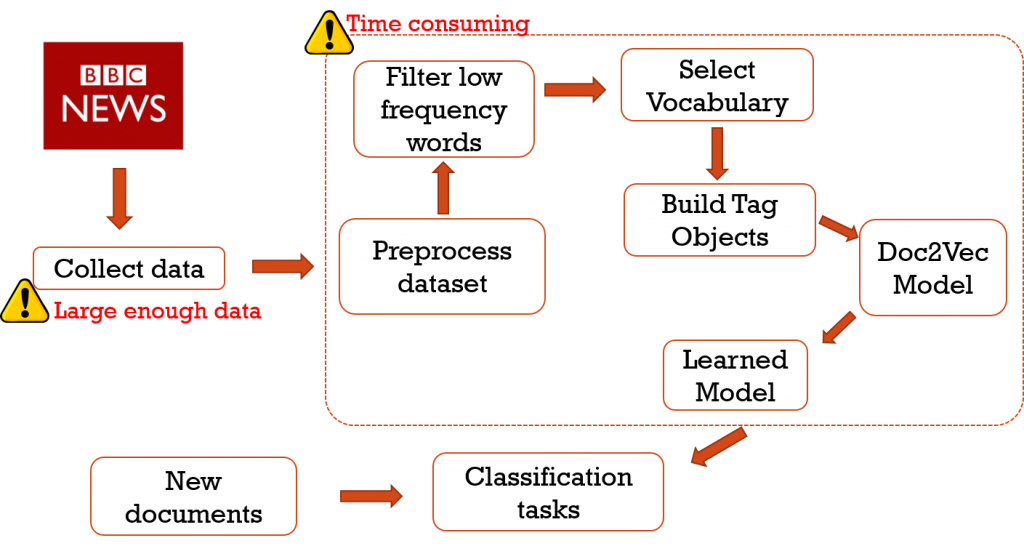 Time consuming
BBC
NEWS
Filter low
frequency
words
Select
Vocabulary
Build Tag
Objects
Preprocess
dataset
Doc2Vec
Model
Collect data
Large enough data
Learned
Model
New
documents
Classification
tasks